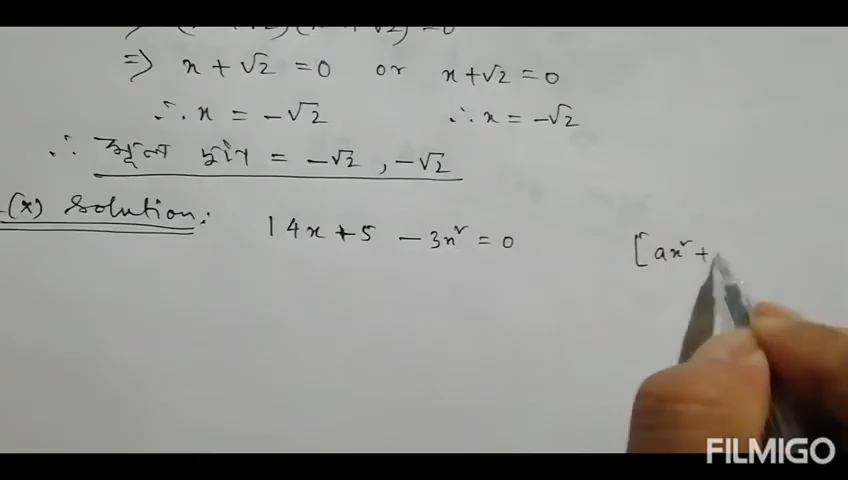 => x + √2 = 0 or x + √2 = 0
∴ x = -√2 ∴ x = -√2
∴ = -√2 , -√2
(x) Solution: 14x + 5 - 3x² = 0 [ax² +
FILMIGO